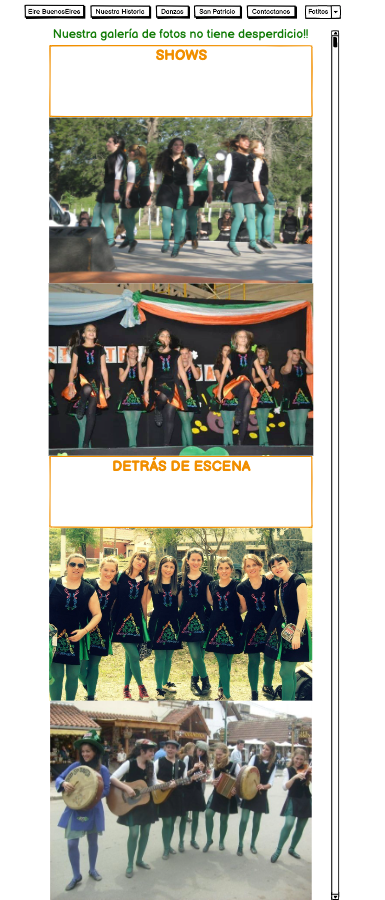 Eire BuenosEires
Nuestra Historia
Danzas
San Patricio
Contactanos
Fotitos
Nuestra galería de fotos no tiene desperdicio!!
SHOWS
DETRÁS DE ESCENA